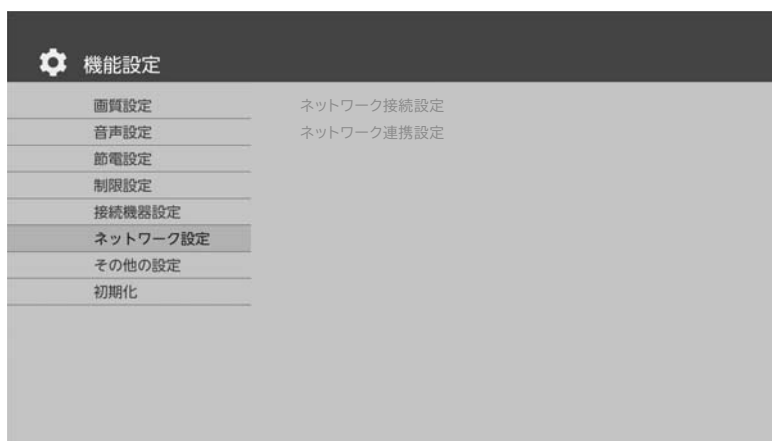 機能設定
画質設定
音声設定
節電設定
制限設定
接続機器設定
ネットワーク設定
その他の設定
初期化
ネットワーク接続設定
ネットワーク連携設定